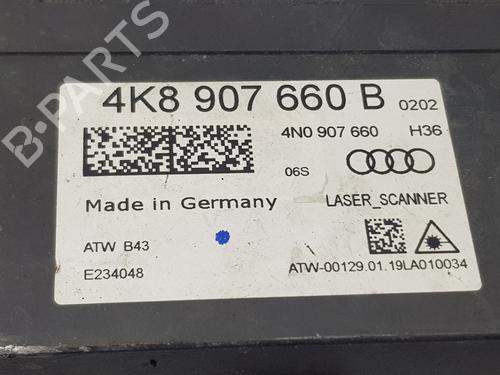 4K8 907 660 B 0202
4N0 907 660 H36
06S
Made in Germany
LASER_SCANNER
ATW B43
E234048
ATW-00129.01.19LA010034
B-PARTS